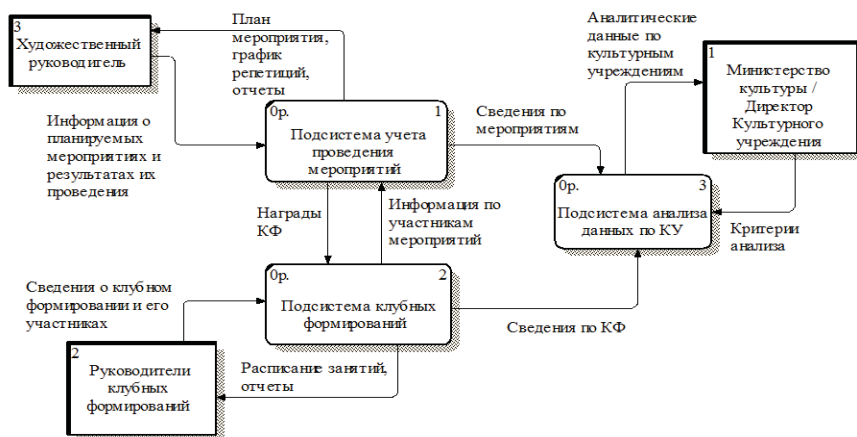 3
Художественный
руководитель
План
мероприятия,
график
репетиций,
отчеты
Аналитические
данные по
культурным
учреждениям
1
Министерство
культуры /
Директор
Культурного
учреждения
Информация о
планируемых
мероприятиях и
результатах их
проведения
0р.
1
Подсистема учета
проведения
мероприятий
Сведения по
мероприятиям
0р.
3
Подсистема анализа
данных по КУ
Критерии
анализа
Награды
КФ
Информация по
участникам
мероприятий
Сведения о клубном
формировании и его
участниках
0р.
2
Подсистема клубных
формирований
Сведения по КФ
2
Руководители
клубных
формирований
Расписание занятий,
отчеты